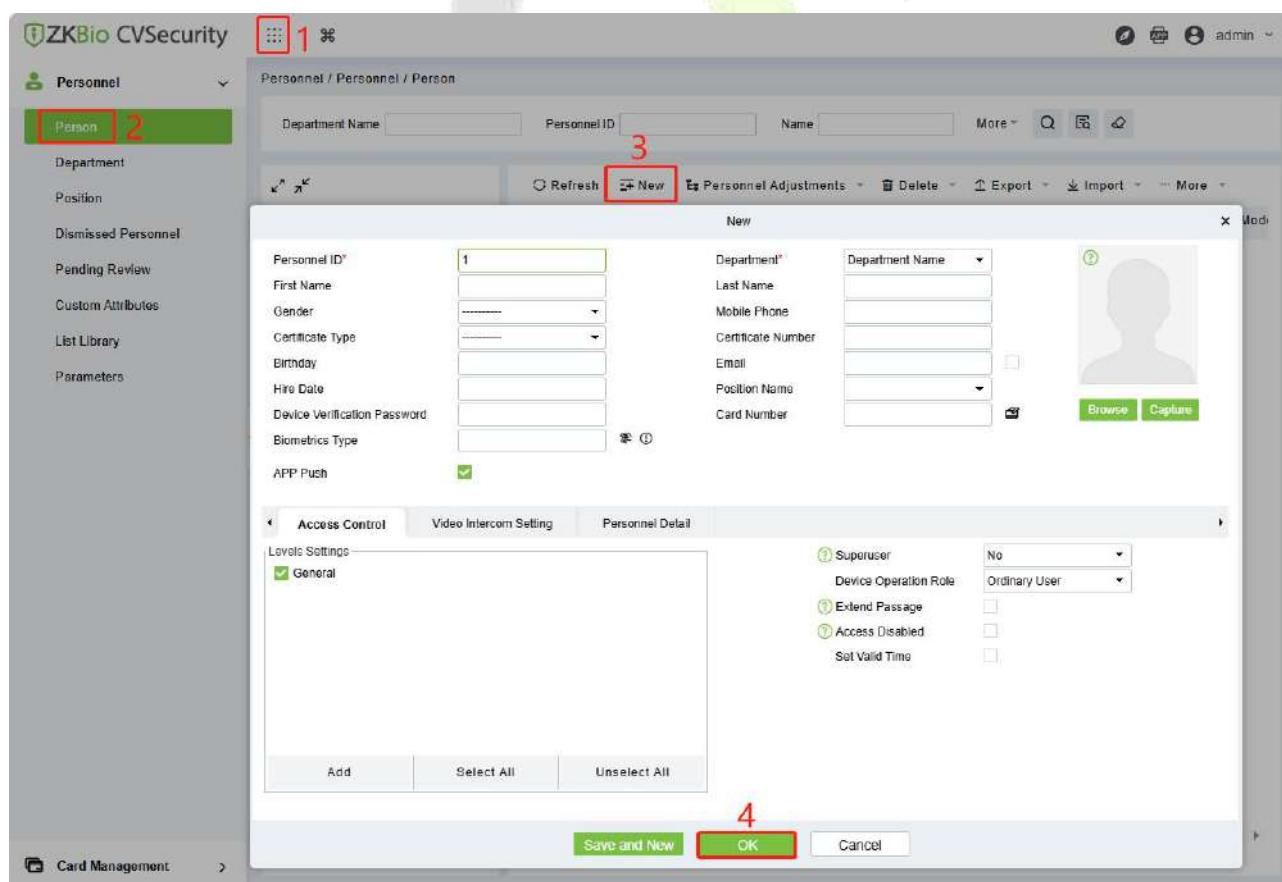 ZKBio CVSecurity 1 admin
Personnel
Personnel / Personnel / Person
Person 2
Department Name Personnel ID Name More
3
Department
Refresh New Personnel Adjustments Delete Export Import More
Position
Dismissed Personnel
New
Pending Review
Custom Attributes
List Library
Parameters
Personnel ID* 1 Department* Department Name
First Name Last Name
Gender ---------- Mobile Phone
Certificate Type ---------- Certificate Number
Birthday Email
Hire Date Position Name
Device Verification Password Card Number Browse Capture
Biometrics Type
APP Push
Access Control Video Intercom Setting Personnel Detail
Levels Settings
General
Superuser No
Device Operation Role Ordinary User
Extend Passage
Access Disabled
Set Valid Time
Add Select All Unselect All
4
Save and New OK Cancel
Card Management